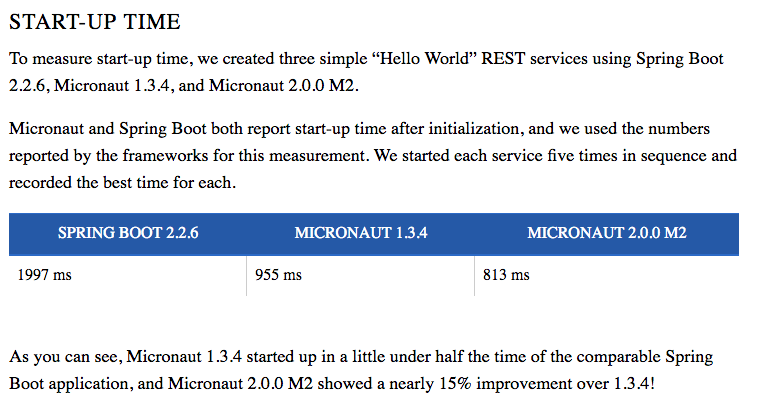 START-UP TIME
To measure start-up time, we created three simple “Hello World” REST services using Spring Boot
2.2.6, Micronaut 1.3.4, and Micronaut 2.0.0 M2.
Micronaut and Spring Boot both report start-up time after initialization, and we used the numbers
reported by the frameworks for this measurement. We started each service five times in sequence and
recorded the best time for each.
SPRING BOOT 2.2.6 MICRONAUT 1.3.4 MICRONAUT 2.0.0 M2
1997 ms 955 ms 813 ms
As you can see, Micronaut 1.3.4 started up in a little under half the time of the comparable Spring
Boot application, and Micronaut 2.0.0 M2 showed a nearly 15% improvement over 1.3.4!